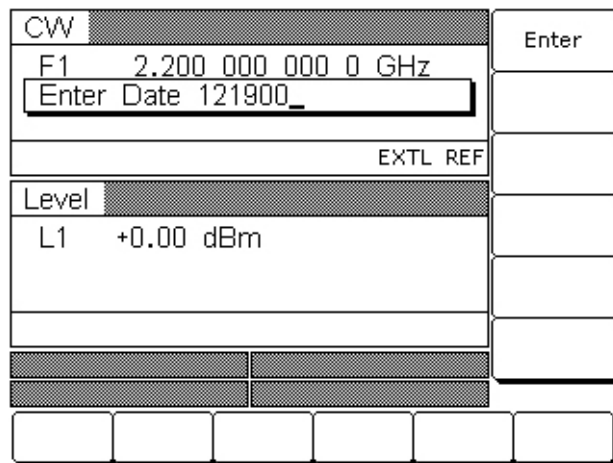 CW
F1 2.200 000 000 0 GHz
Enter Date 121900_
EXTL REF
Level
L1 +0.00 dBm
Enter